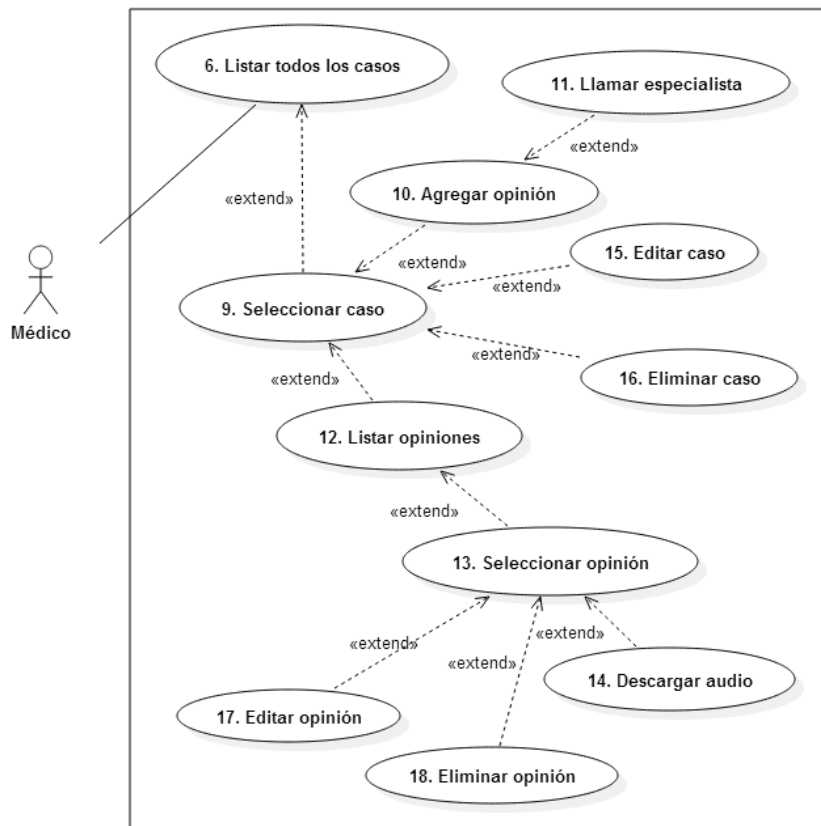 6. Listar todos los casos
11. Llamar especialista
«extend»
«extend»
10. Agregar opinión
«extend»
15. Editar caso
«extend»
9. Seleccionar caso
Médico
«extend»
16. Eliminar caso
«extend»
12. Listar opiniones
«extend»
13. Seleccionar opinión
«extend»
«extend»
«extend»
14. Descargar audio
17. Editar opinión
18. Eliminar opinión